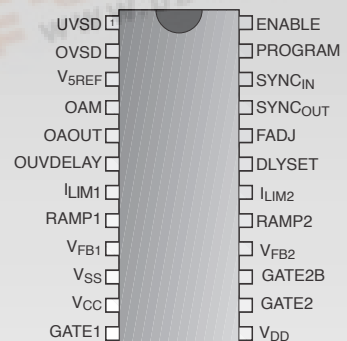 UVSD 1 ENABLE
OVSD PROGRAM
V5REF SYNCIN
OAM SYNCOUT
OAOUT FADJ
OUVDELAY DLYSET
ILIM1 ILIM2
RAMP1 RAMP2
VFB1 VFB2
VSS GATE2B
VCC GATE2
GATE1 VDD